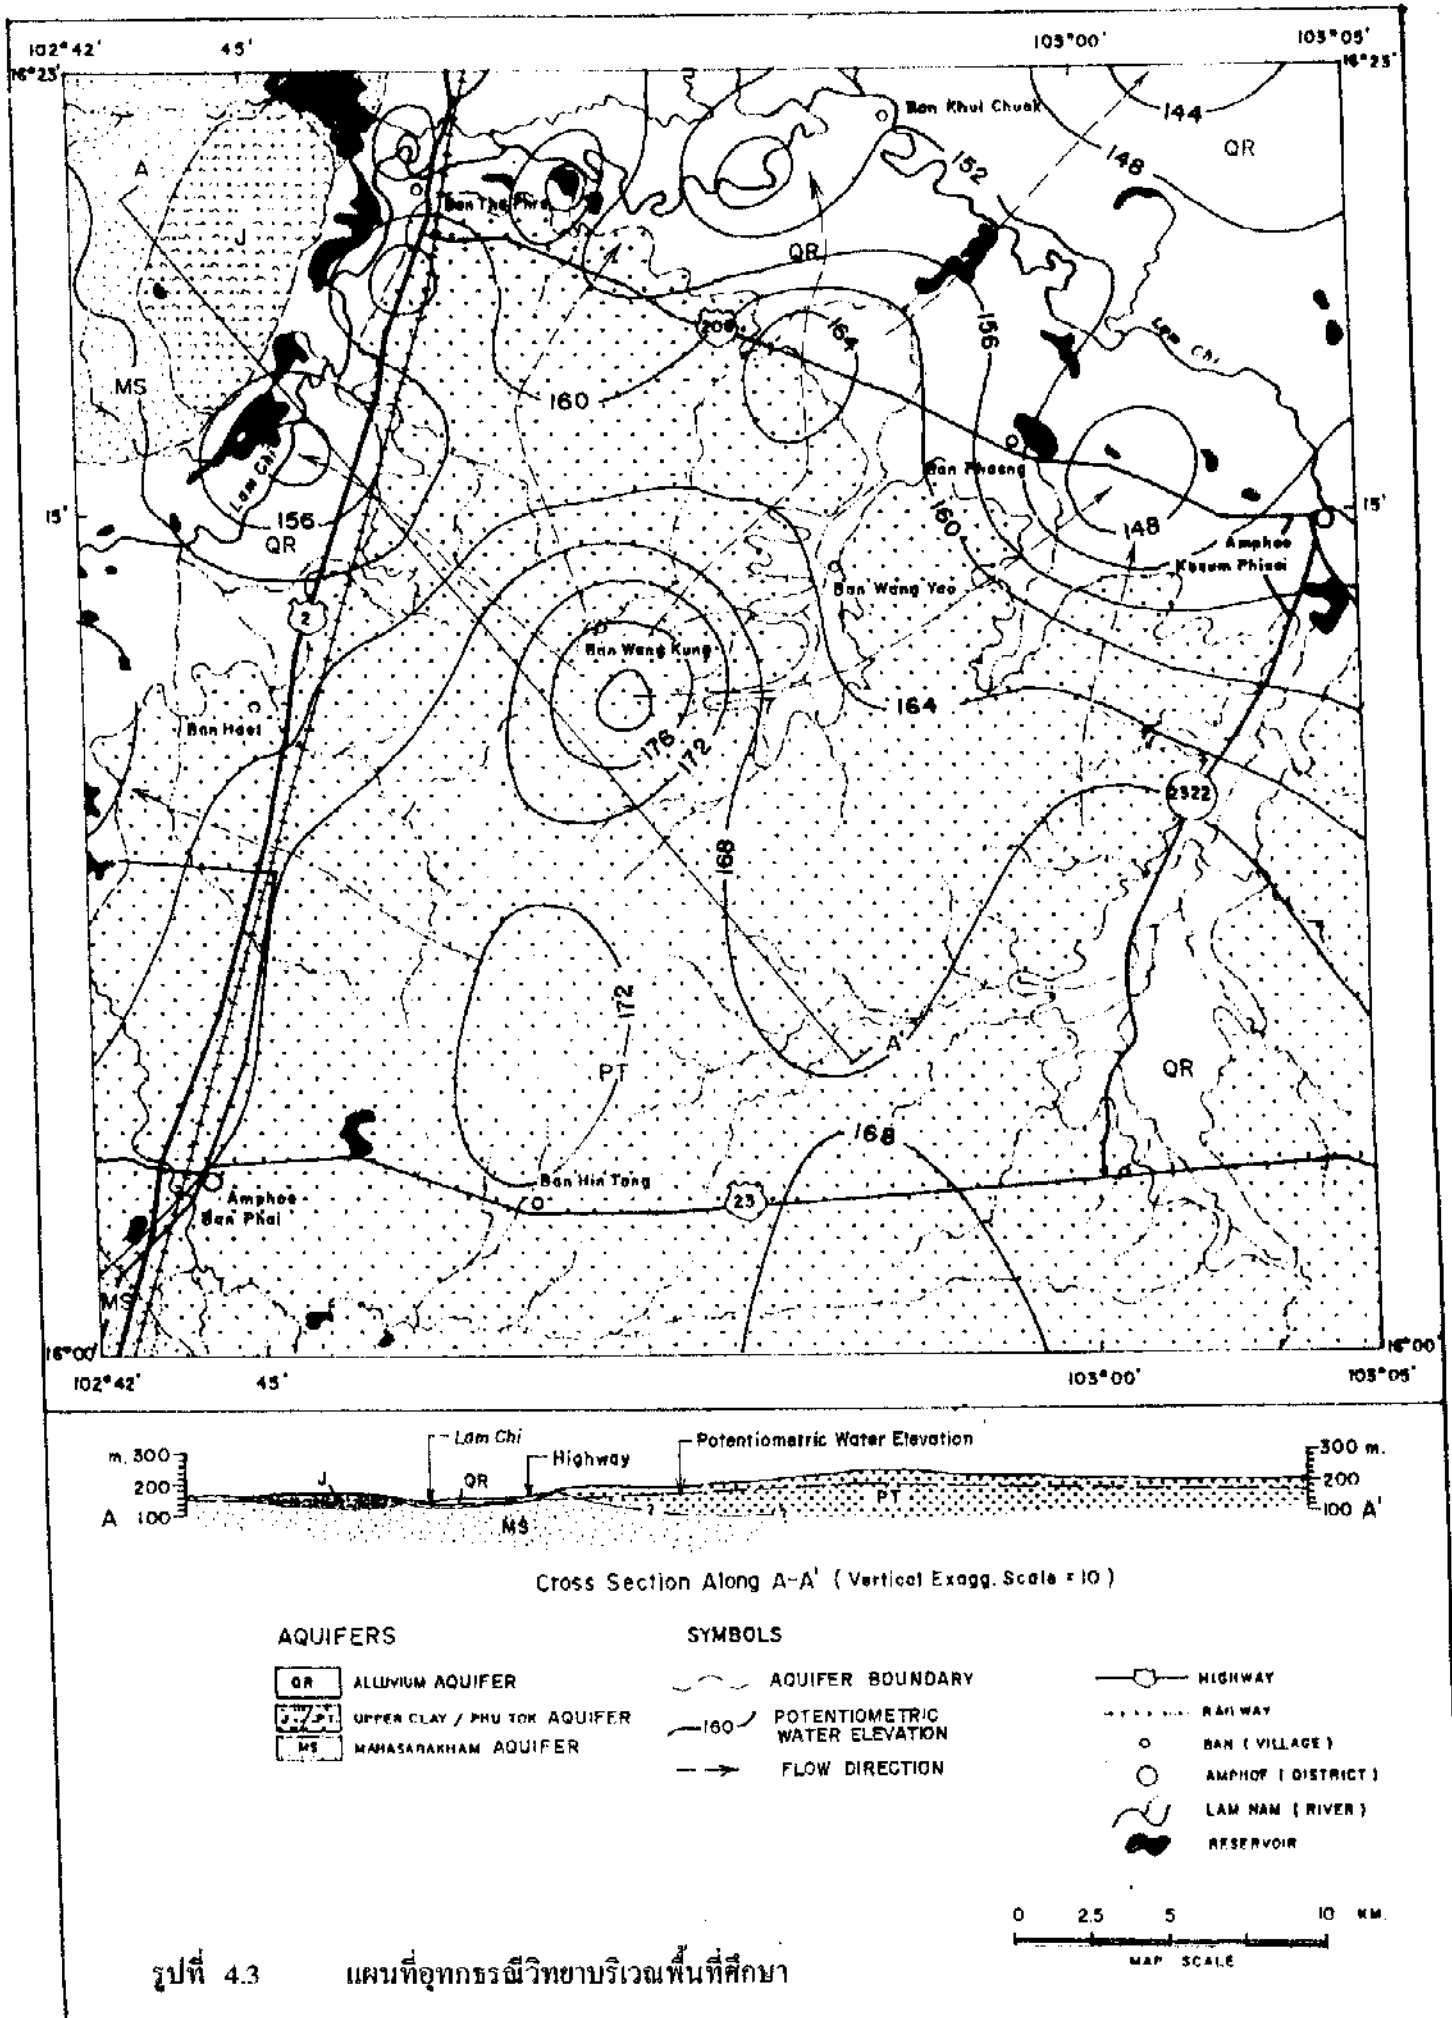 102°42' 45' 103°00' 103°05'
16°23' 16°23'
Ban Khui Chuak
144
QR
148
152
A
Ban Tha Phra
J
QR
208
164
156
Lam Chi
160
MS
Ban Phaeng
Lam Chi
15' 15'
156
QR
160
148
Amphoe
Kosum Phisai
Ban Wang Yao
2
Ban Wang Kung
164
Ban Haet
176
172
2322
168
172
A'
PT
QR
168
Ban Hin Tang
23
Amphoe
Ban Phai
MS
16°00' 16°00'
102°42' 45' 103°00' 103°05'
Lam Chi
Potentiometric Water Elevation
m. 300 300 m.
Highway
J QR
200 200
PT
A 100 100 A'
? ?
MS
Cross Section Along A-A' ( Vertical Exagg. Scale = 10 )
AQUIFERS
QR ALLUVIUM AQUIFER
J / PT UPPER CLAY / PHU TOK AQUIFER
MS MAHASARAKHAM AQUIFER
SYMBOLS
AQUIFER BOUNDARY
160 POTENTIOMETRIC
WATER ELEVATION
FLOW DIRECTION
HIGHWAY
RAILWAY
BAN ( VILLAGE )
AMPHOE ( DISTRICT )
LAM NAM ( RIVER )
RESERVOIR
0 2.5 5 10 KM.
MAP SCALE
รูปที่ 4.3 แผนที่อุทกธรณีวิทยาบริเวณพื้นที่ศึกษา